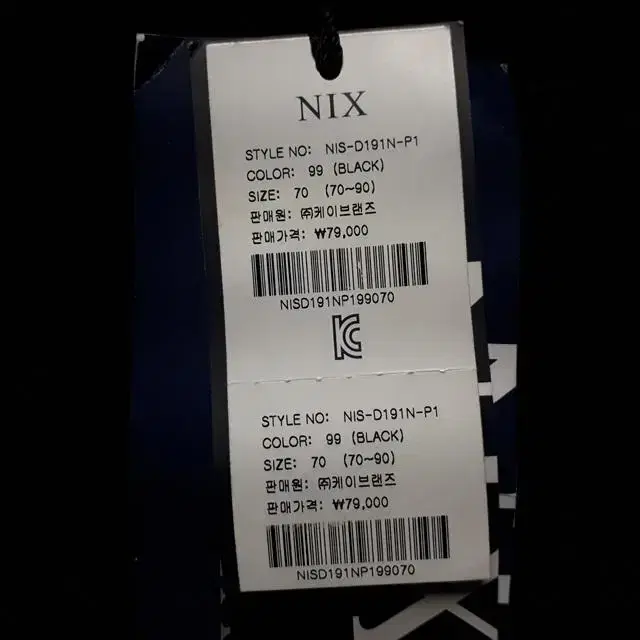 NIX
STYLE NO: NIS-D191N-P1
COLOR: 99 (BLACK)
SIZE: 70 (70~90)
판매원: ㈜케이브랜즈
판매가격: ₩79,000
NISD191NP199070
STYLE NO: NIS-D191N-P1
COLOR: 99 (BLACK)
SIZE: 70 (70~90)
판매원: ㈜케이브랜즈
판매가격: ₩79,000
NISD191NP199070